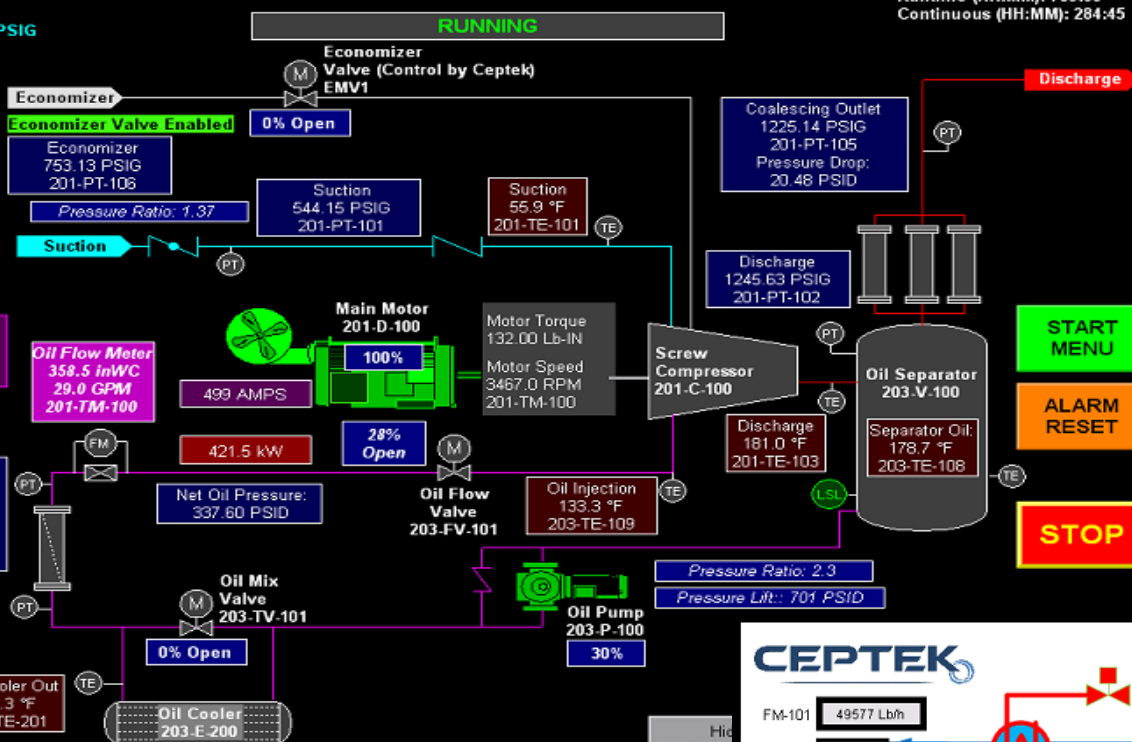 Continuous (HH:MM): 284:45
PSIG
RUNNING
Economizer
Valve (Control by Ceptek)
EMV1
M
Economizer
0% Open
Economizer Valve Enabled
Economizer
753.13 PSIG
201-PT-106
Pressure Ratio: 1.37
Suction
544.15 PSIG
201-PT-101
Suction
55.9 °F
201-TE-101
TE
Suction
PT
Discharge
Coalescing Outlet
1225.14 PSIG
201-PT-105
Pressure Drop:
20.48 PSID
PT
Discharge
1245.63 PSIG
201-PT-102
Main Motor
201-D-100
100%
Motor Torque
132.00 Lb-IN
Motor Speed
3467.0 RPM
201-TM-100
Screw
Compressor
201-C-100
PT
TE
Oil Separator
203-V-100
Separator Oil:
178.7 °F
203-TE-108
TE
LSL
START
MENU
ALARM
RESET
STOP
Oil Flow Meter
358.5 inWC
29.0 GPM
201-TM-100
499 AMPS
421.5 kW
28%
Open
M
FM
PT
Discharge
181.0 °F
201-TE-103
Net Oil Pressure:
337.60 PSID
Oil Flow
Valve
203-FV-101
Oil Injection
133.3 °F
203-TE-109
TE
Pressure Ratio: 2.3
Pressure Lift:: 701 PSID
Oil Pump
203-P-100
30%
Oil Mix
Valve
203-TV-101
M
PT
0% Open
TE
oler Out
.3 °F
TE-201
Oil Cooler
203-E-200
Hid
CEPTEK
FM-101
49577 Lb/h